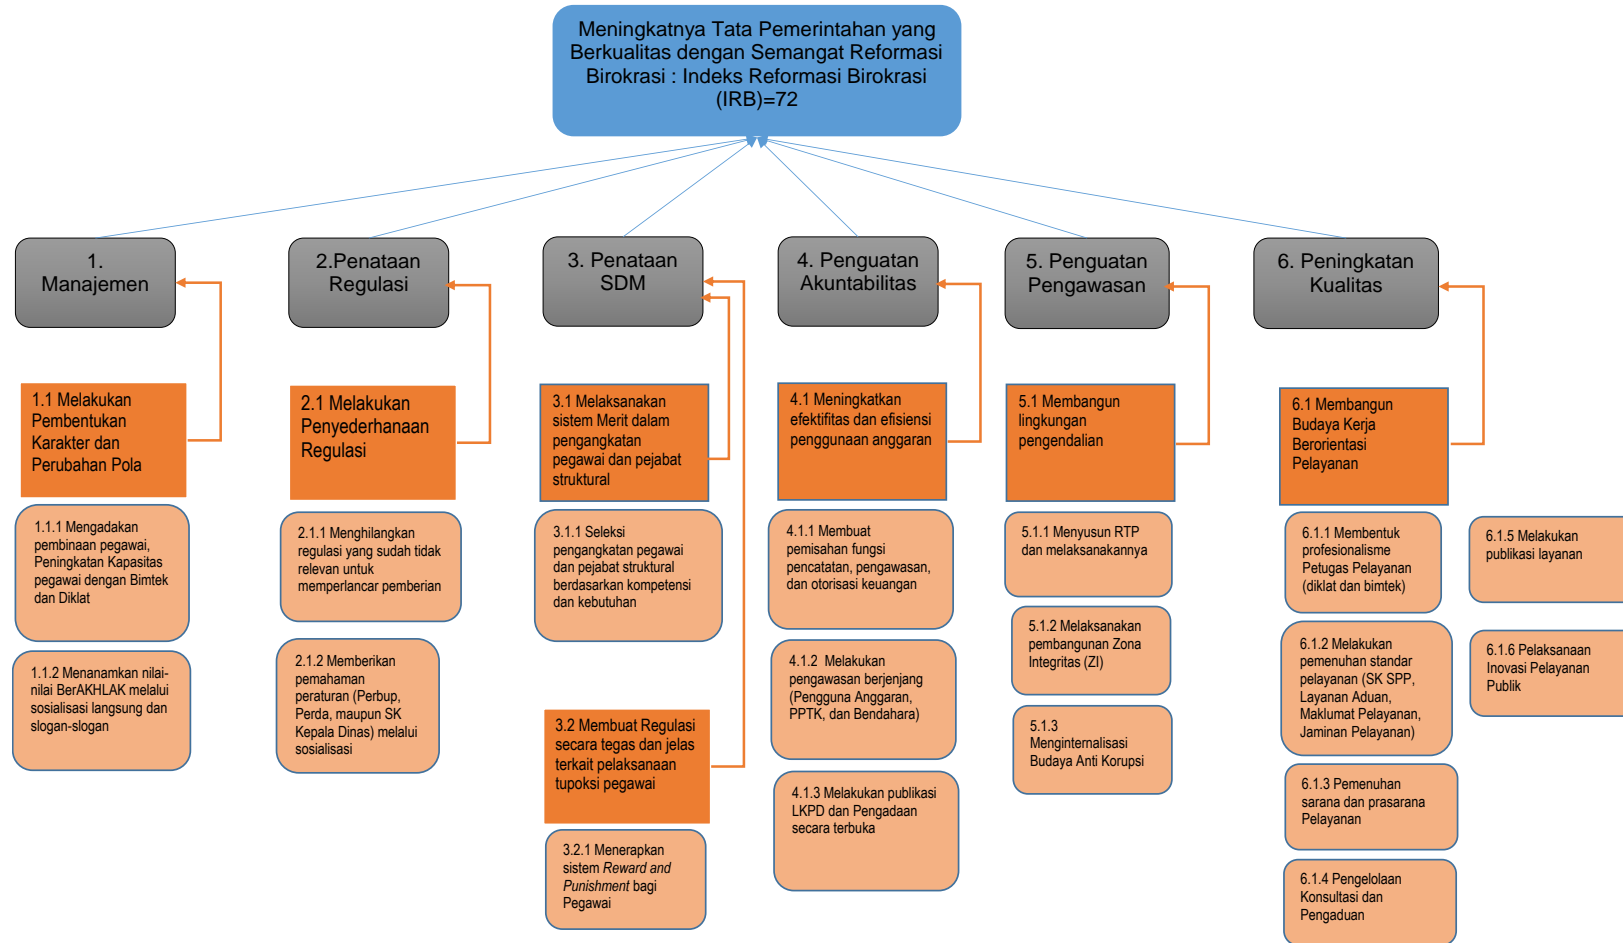 Meningkatnya Tata Pemerintahan yang
Berkualitas dengan Semangat Reformasi
Birokrasi : Indeks Reformasi Birokrasi
(IRB)=72
1.
Manajemen
2.Penataan
Regulasi
3. Penataan
SDM
4. Penguatan
Akuntabilitas
5. Penguatan
Pengawasan
6. Peningkatan
Kualitas
1.1 Melakukan
Pembentukan
Karakter dan
Perubahan Pola
2.1 Melakukan
Penyederhanaan
Regulasi
3.1 Melaksanakan
sistem Merit dalam
pengangkatan
pegawai dan pejabat
struktural
4.1 Meningkatkan
efektifitas dan efisiensi
penggunaan anggaran
5.1 Membangun
lingkungan
pengendalian
6.1 Membangun
Budaya Kerja
Berorientasi
Pelayanan
1.1.1 Mengadakan
pembinaan pegawai,
Peningkatan Kapasitas
pegawai dengan Bimtek
dan Diklat
2.1.1 Menghilangkan
regulasi yang sudah tidak
relevan untuk
memperlancar pemberian
3.1.1 Seleksi
pengangkatan pegawai
dan pejabat struktural
berdasarkan kompetensi
dan kebutuhan
4.1.1 Membuat
pemisahan fungsi
pencatatan, pengawasan,
dan otorisasi keuangan
5.1.1 Menyusun RTP
dan melaksanakannya
6.1.1 Membentuk
profesionalisme
Petugas Pelayanan
(diklat dan bimtek)
6.1.5 Melakukan
publikasi layanan
1.1.2 Menanamkan nilai-
nilai BerAKHLAK melalui
sosialisasi langsung dan
slogan-slogan
2.1.2 Memberikan
pemahaman
peraturan (Perbup,
Perda, maupun SK
Kepala Dinas) melalui
sosialisasi
3.2 Membuat Regulasi
secara tegas dan jelas
terkait pelaksanaan
tupoksi pegawai
4.1.2 Melakukan
pengawasan berjenjang
(Pengguna Anggaran,
PPTK, dan Bendahara)
5.1.2 Melaksanakan
pembangunan Zona
Integritas (ZI)
6.1.2 Melakukan
pemenuhan standar
pelayanan (SK SPP,
Layanan Aduan,
Maklumat Pelayanan,
Jaminan Pelayanan)
6.1.6 Pelaksanaan
Inovasi Pelayanan
Publik
5.1.3
Menginternalisasi
Budaya Anti Korupsi
3.2.1 Menerapkan
sistem Reward and
Punishment bagi
Pegawai
4.1.3 Melakukan publikasi
LKPD dan Pengadaan
secara terbuka
6.1.3 Pemenuhan
sarana dan prasarana
Pelayanan
6.1.4 Pengelolaan
Konsultasi dan
Pengaduan